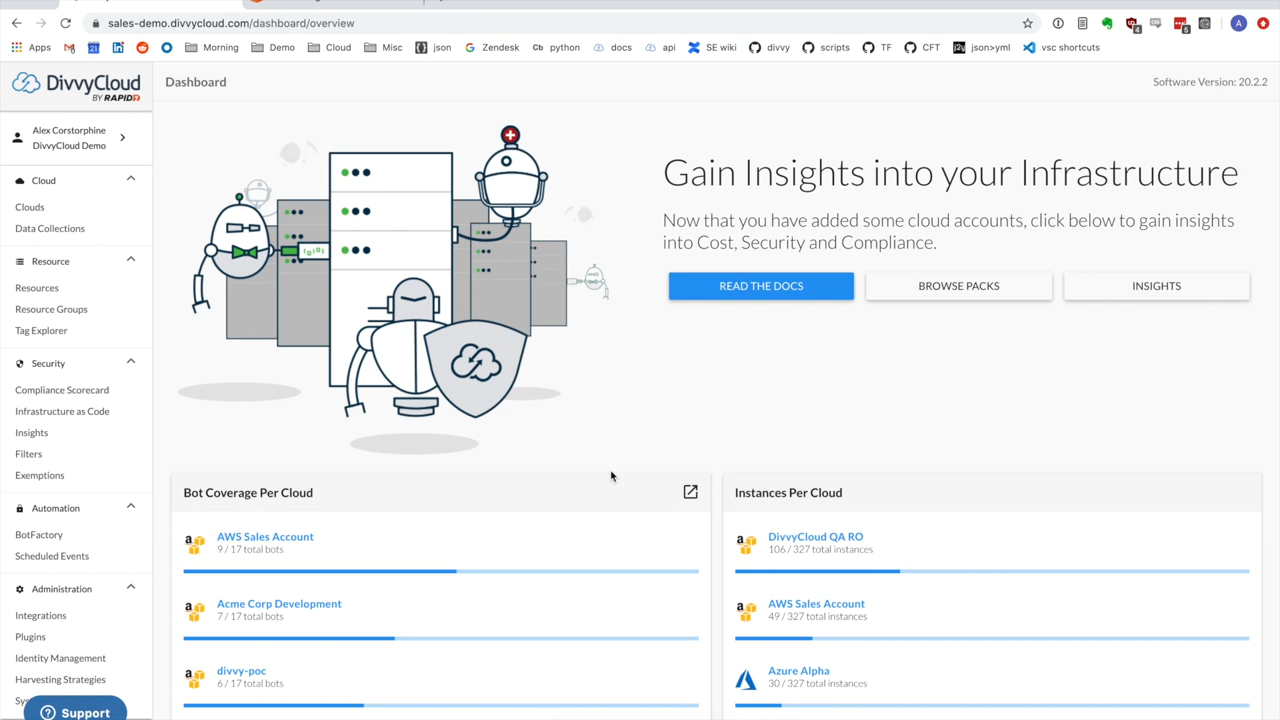 sales-demo.divvycloud.com/dashboard/overview
A
4
5
Apps
21
Morning
Demo
Cloud
Misc
json
Zendesk
Cb python
docs
api
SE wiki
divvy
scripts
TF
CFT
json>yml
vsc shortcuts
DivvyCloud
BY RAPID7
Dashboard
Software Version: 20.2.2
Alex Corstorphine
DivvyCloud Demo
Cloud
Clouds
Data Collections
Resource
Resources
Resource Groups
Tag Explorer
Security
Compliance Scorecard
Infrastructure as Code
Insights
Filters
Exemptions
Automation
BotFactory
Scheduled Events
Administration
Integrations
Plugins
Identity Management
Harvesting Strategies
Support
Gain Insights into your Infrastructure
Now that you have added some cloud accounts, click below to gain insights
into Cost, Security and Compliance.
READ THE DOCS
BROWSE PACKS
INSIGHTS
Bot Coverage Per Cloud
AWS Sales Account
9 / 17 total bots
Acme Corp Development
7 / 17 total bots
divvy-poc
6 / 17 total bots
Instances Per Cloud
DivvyCloud QA RO
106 / 327 total instances
AWS Sales Account
49 / 327 total instances
Azure Alpha
30 / 327 total instances